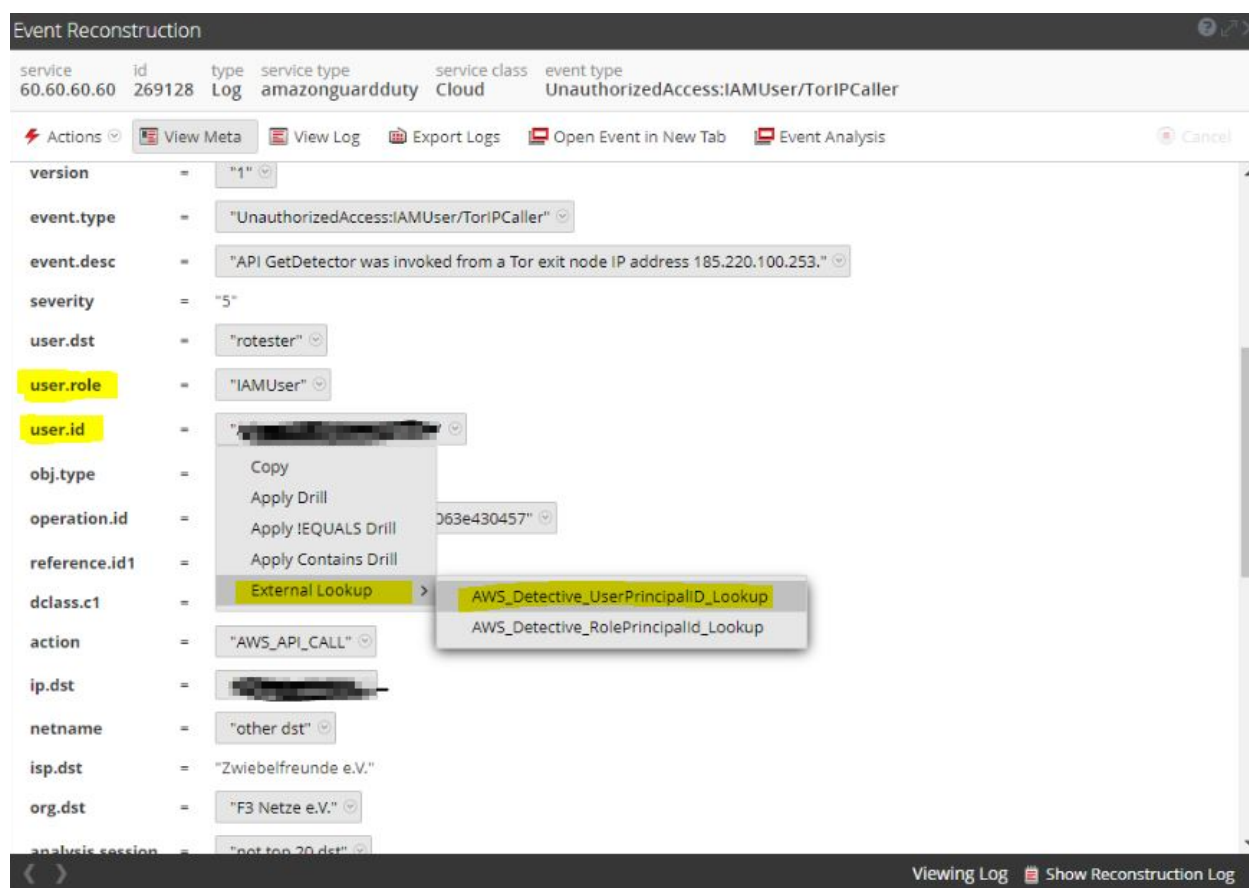 Event Reconstruction
service id type service type service class event type
60.60.60.60 269128 Log amazonguardduty Cloud UnauthorizedAccess:IAMUser/TorIPCaller
Actions View Meta View Log Export Logs Open Event in New Tab Event Analysis Cancel
version = "1"
event.type = "UnauthorizedAccess:IAMUser/TorIPCaller"
event.desc = "API GetDetector was invoked from a Tor exit node IP address 185.220.100.253."
severity = "5"
user.dst = "rotester"
user.role = "IAMUser"
user.id = "
Copy
obj.type =
Apply Drill
operation.id = 063e430457"
Apply !EQUALS Drill
reference.id1 =
Apply Contains Drill
External Lookup > AWS_Detective_UserPrincipalID_Lookup
dclass.c1 =
AWS_Detective_RolePrincipalId_Lookup
action = "AWS_API_CALL"
ip.dst =
netname = "other dst"
isp.dst = "Zwiebelfreunde e.V."
org.dst = "F3 Netze e.V."
analysis.session = "not top 20 dst"
Viewing Log Show Reconstruction Log